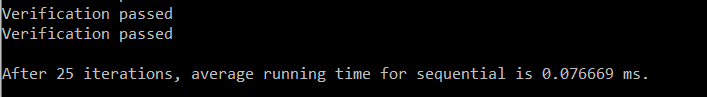 Verification passed
Verification passed
After 25 iterations, average running time for sequential is 0.076669 ms.